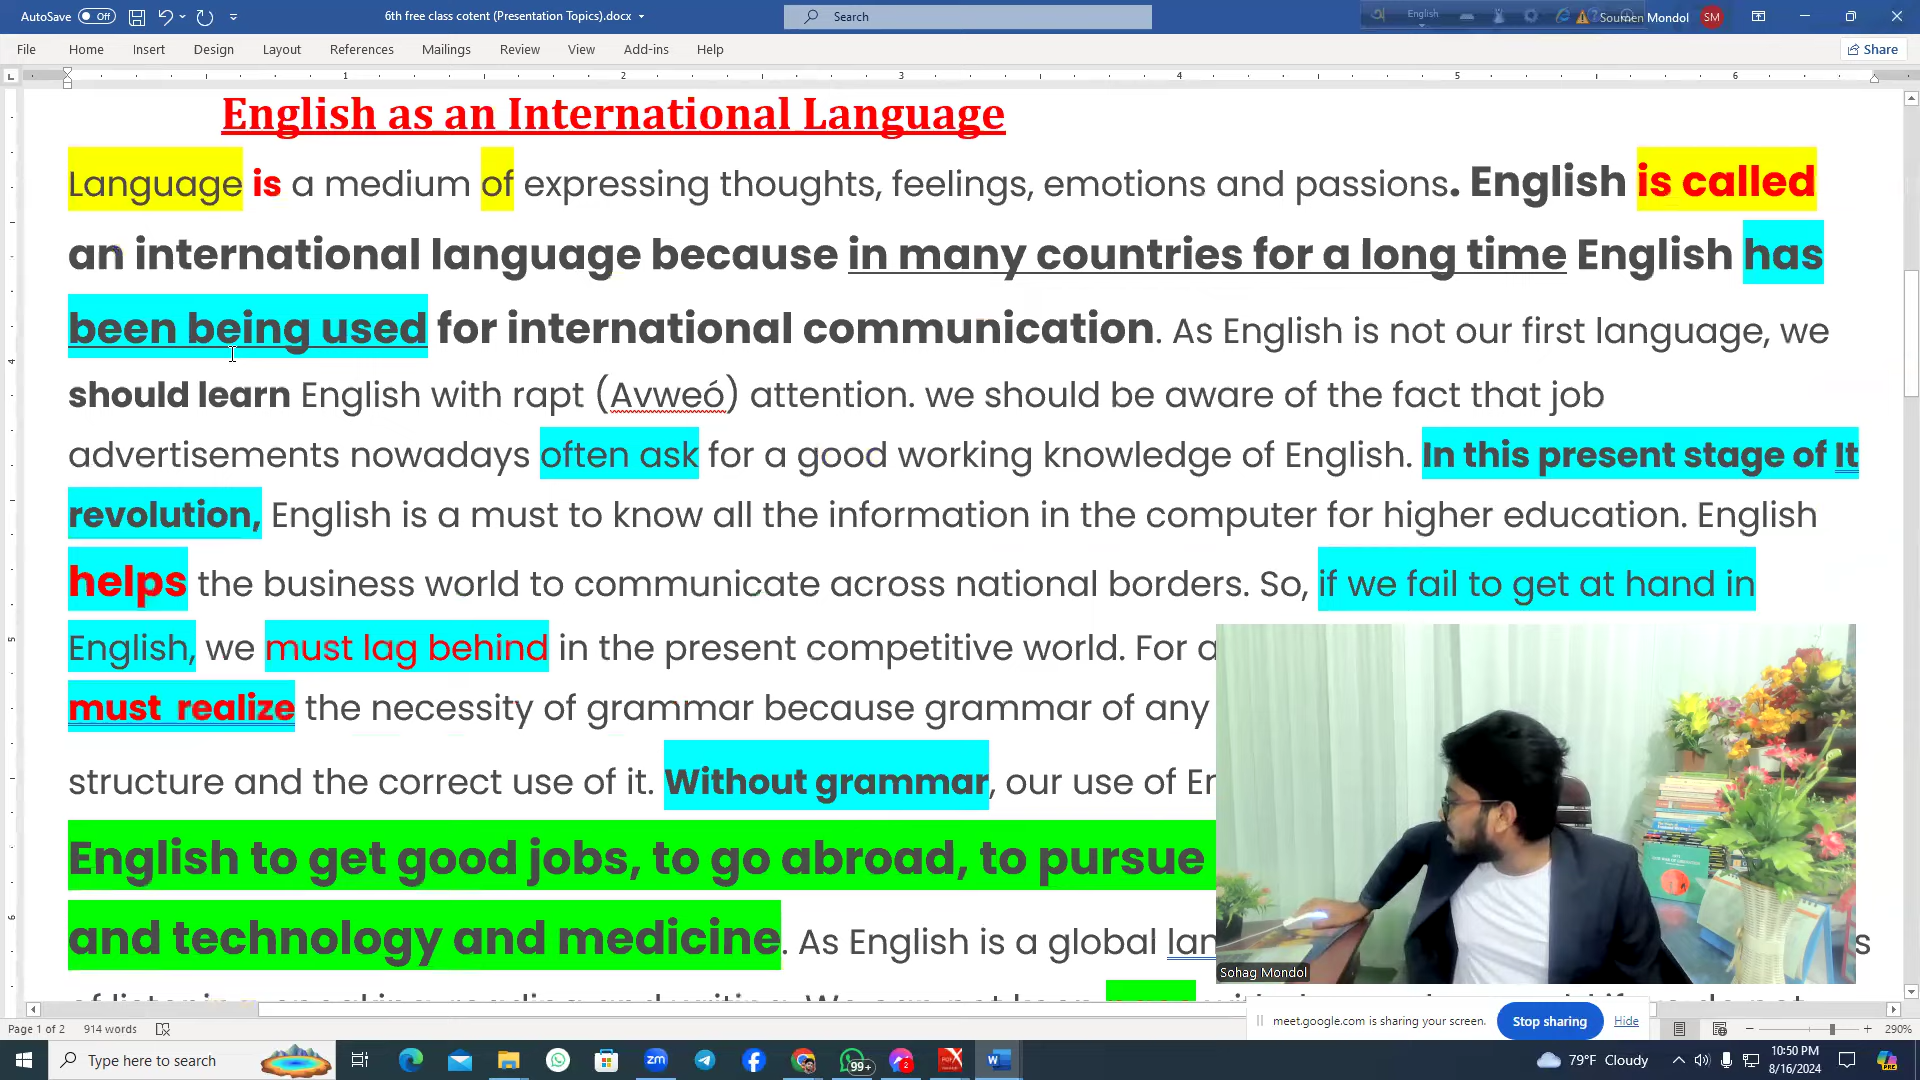 AutoSave Off 6th free class cotent (Presentation Topics).docx Search English Soumen Mondol SM
File Home Insert Design Layout References Mailings Review View Add-ins Help Share
1 2 3 4 5 6
English as an International Language
Language is a medium of expressing thoughts, feelings, emotions and passions. English is called
an international language because in many countries for a long time English has
been being used for international communication. As English is not our first language, we
should learn English with rapt (Avweó) attention. we should be aware of the fact that job
advertisements nowadays often ask for a good working knowledge of English. In this present stage of It
revolution, English is a must to know all the information in the computer for higher education. English
helps the business world to communicate across national borders. So, if we fail to get at hand in
English, we must lag behind in the present competitive world. For a
must realize the necessity of grammar because grammar of any
structure and the correct use of it. Without grammar, our use of En
English to get good jobs, to go abroad, to pursue
and technology and medicine. As English is a global lan
Sohag Mondol
meet.google.com is sharing your screen. Stop sharing Hide
Page 1 of 2 914 words 290%
Type here to search 99+ 2 79°F Cloudy 10:50 PM
8/16/2024